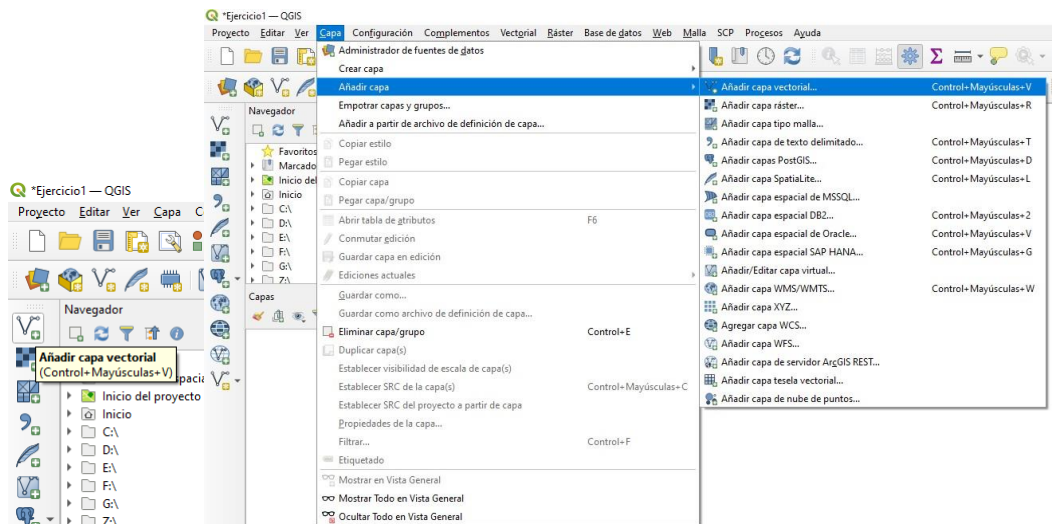 *Ejercicio1 — QGIS
Proyecto Editar Ver Capa C
Navegador
Añadir capa vectorial
(Control+Mayúsculas+V)
Inicio del proyecto
Inicio
C:\
D:\
E:\
F:\
G:\
Z:\
*Ejercicio1 — QGIS
Proyecto Editar Ver Capa Configuración Complementos Vectorial Ráster Base de datos Web Malla SCP Procesos Ayuda
Navegador
Favoritos
Marcado
Inicio del
Inicio
C:\
D:\
E:\
F:\
G:\
Z:\
Capas
Administrador de fuentes de datos
Crear capa
Añadir capa
Empotrar capas y grupos...
Añadir a partir de archivo de definición de capa...
Copiar estilo
Pegar estilo
Copiar capa
Pegar capa/grupo
Abrir tabla de atributos F6
Conmutar edición
Guardar capa en edición
Ediciones actuales
Guardar como...
Guardar como archivo de definición de capa...
Eliminar capa/grupo Control+E
Duplicar capa(s)
Establecer visibilidad de escala de capa(s)
Establecer SRC de la capa(s) Control+Mayúsculas+C
Establecer SRC del proyecto a partir de capa
Propiedades de la capa...
Filtrar... Control+F
Etiquetado
Mostrar en Vista General
Mostrar Todo en Vista General
Ocultar Todo en Vista General
Añadir capa vectorial... Control+Mayúsculas+V
Añadir capa ráster... Control+Mayúsculas+R
Añadir capa tipo malla...
Añadir capa de texto delimitado... Control+Mayúsculas+T
Añadir capas PostGIS... Control+Mayúsculas+D
Añadir capa SpatiaLite... Control+Mayúsculas+L
Añadir capa espacial de MSSQL...
Añadir capa espacial DB2... Control+Mayúsculas+2
Añadir capa espacial de Oracle... Control+Mayúsculas+V
Añadir capa espacial SAP HANA... Control+Mayúsculas+G
Añadir/Editar capa virtual...
Añadir capa WMS/WMTS... Control+Mayúsculas+W
Añadir capa XYZ...
Agregar capa WCS...
Añadir capa WFS...
Añadir capa de servidor ArcGIS REST...
Añadir capa tesela vectorial...
Añadir capa de nube de puntos...